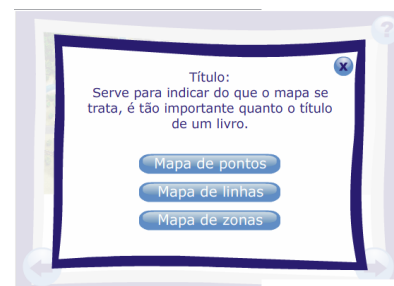 ?
x
Título:
Serve para indicar do que o mapa se
trata, é tão importante quanto o título
de um livro.
Mapa de pontos
Mapa de linhas
Mapa de zonas